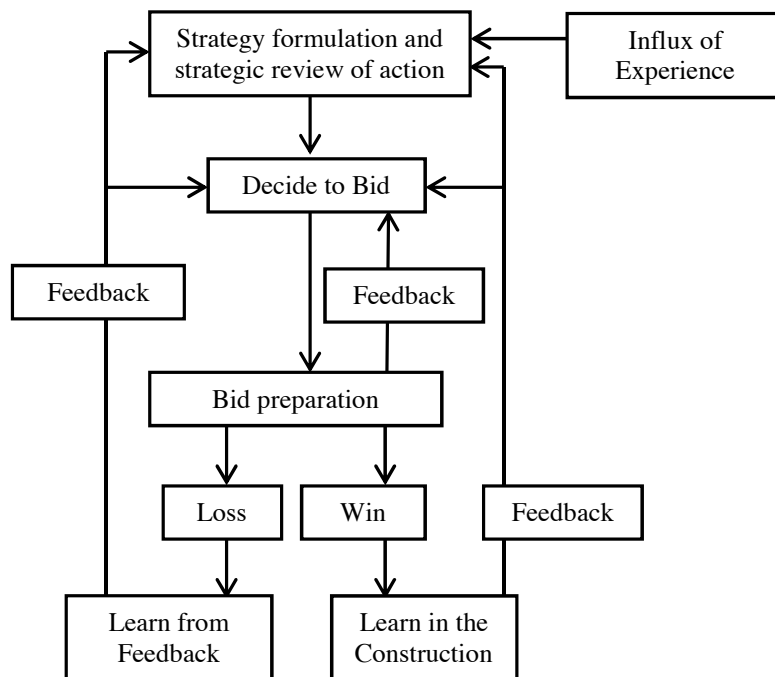 Strategy formulation and
strategic review of action
Influx of
Experience
Decide to Bid
Feedback
Feedback
Bid preparation
Loss
Win
Feedback
Learn from
Feedback
Learn in the
Construction